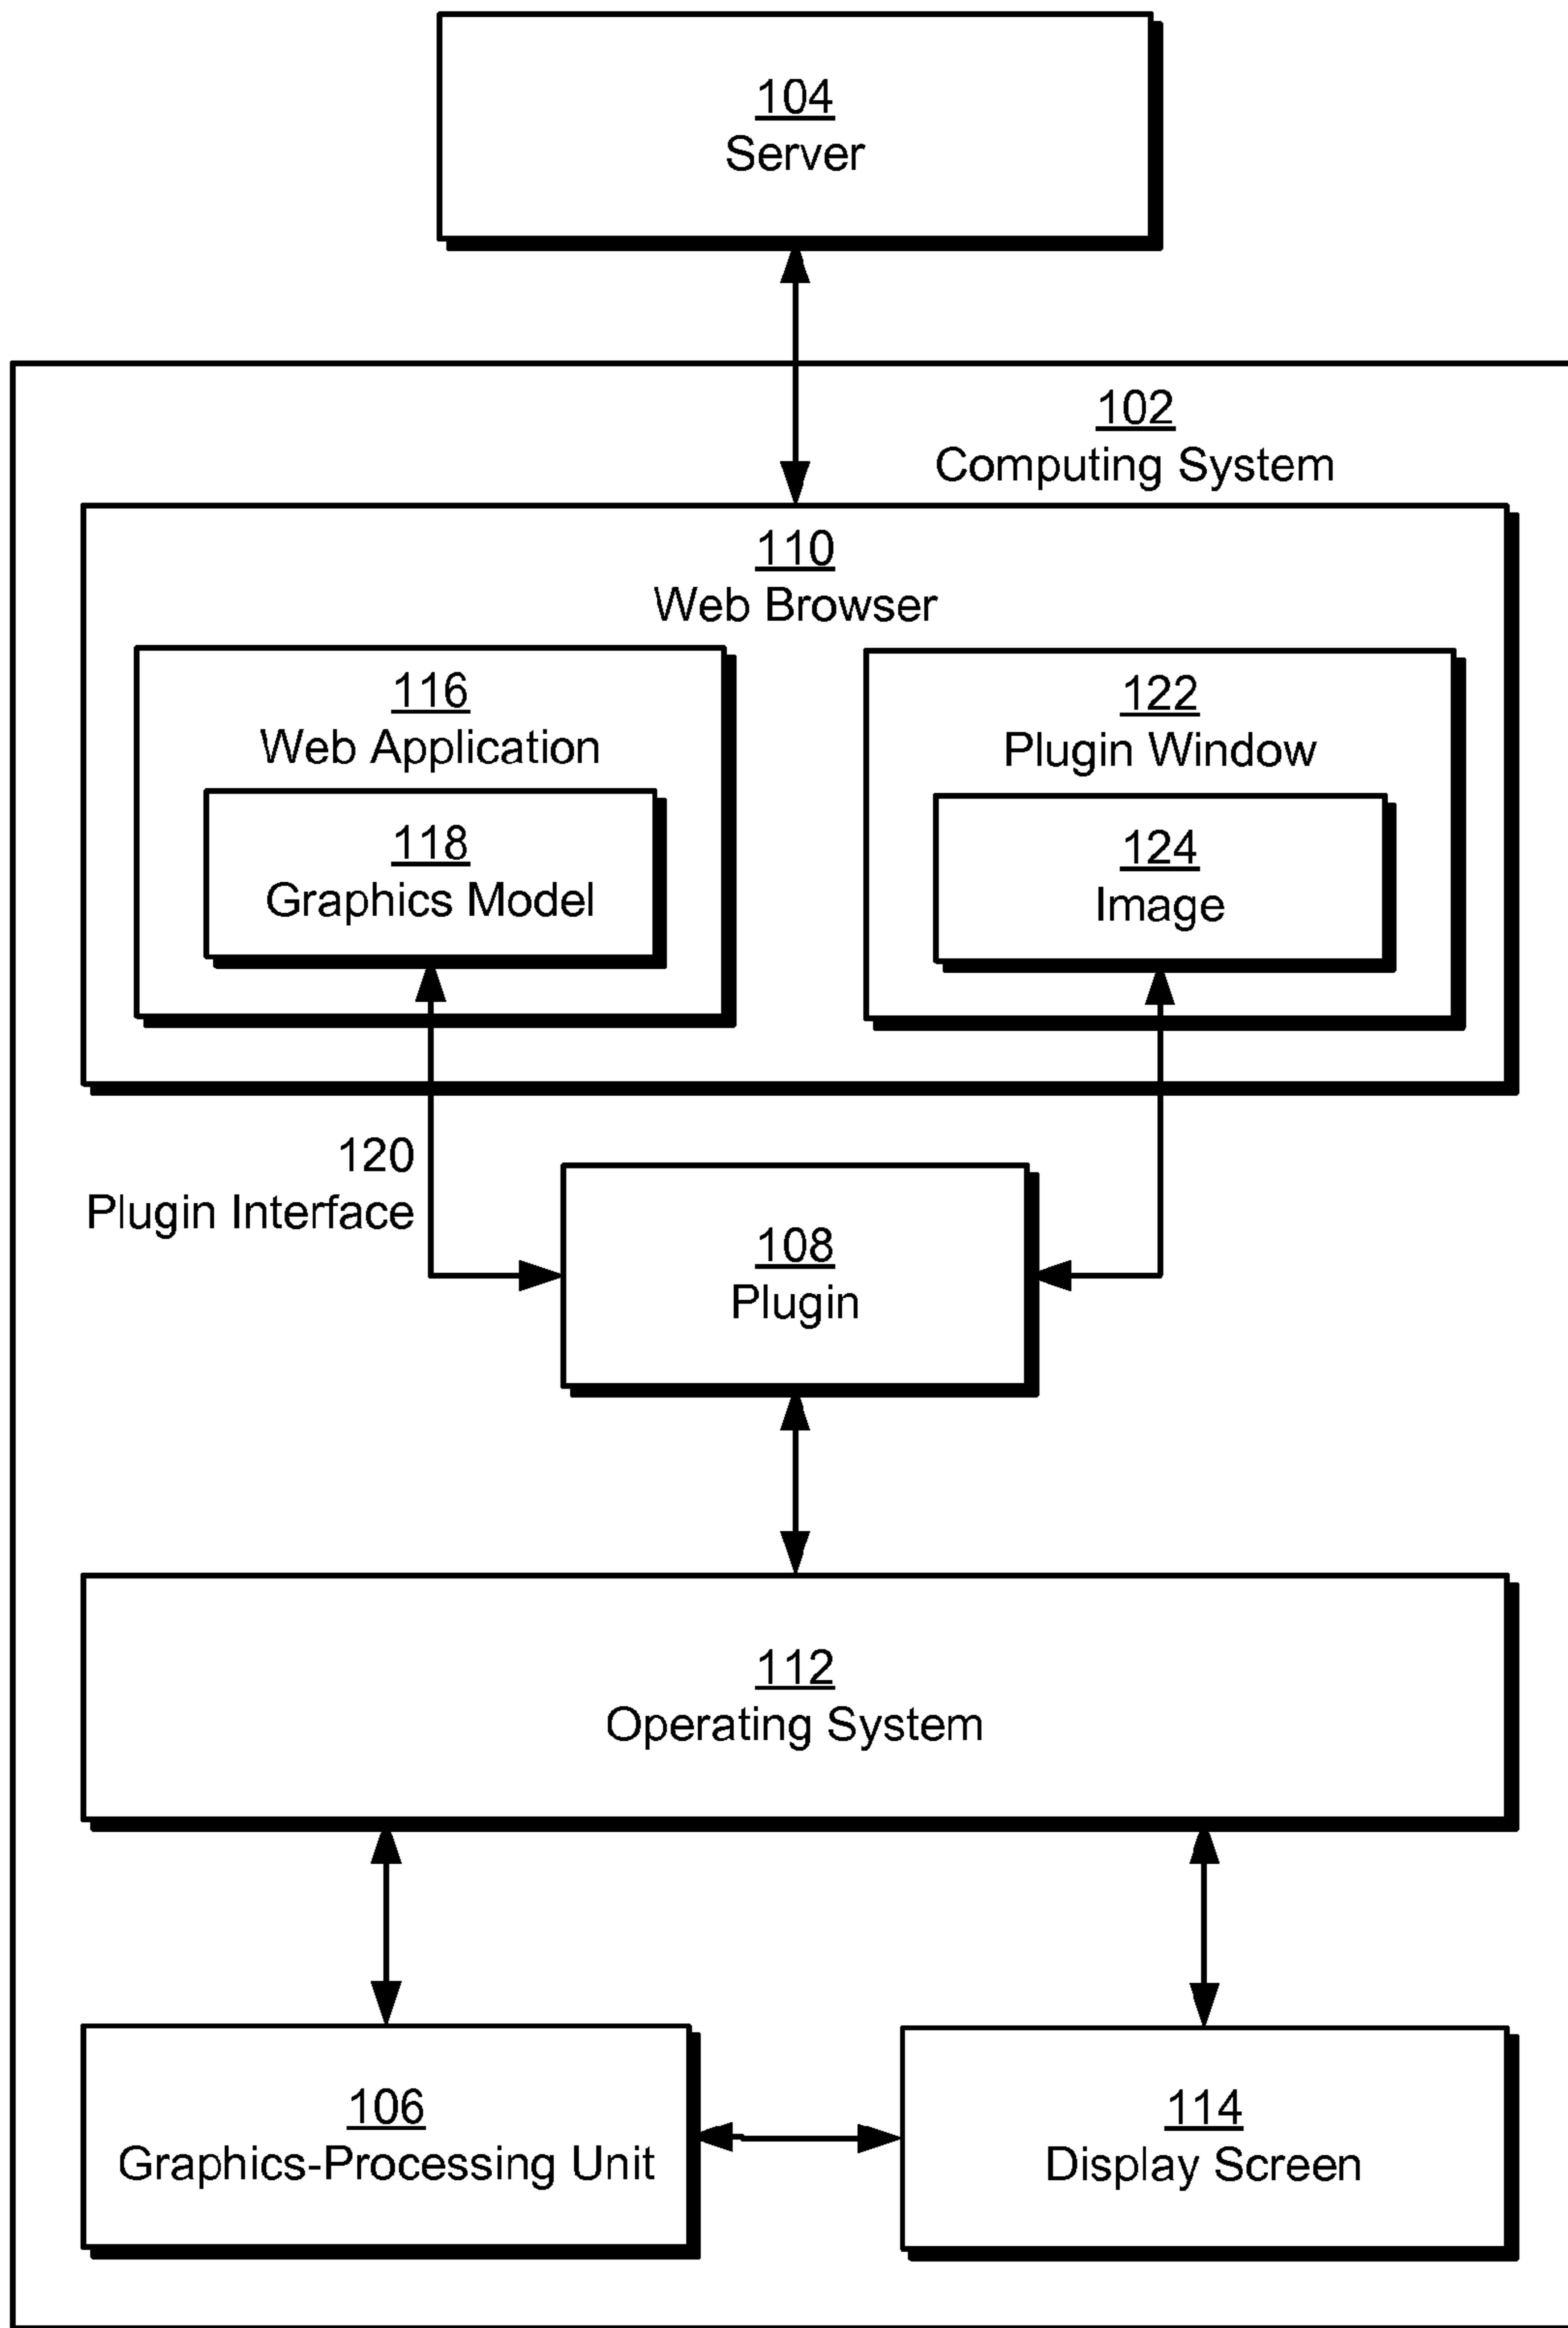 104
Server
102
Computing System
110
Web Browser
116
Web Application
118
Graphics Model
122
Plugin Window
124
Image
120
Plugin Interface
108
Plugin
112
Operating System
106
Graphics-Processing Unit
114
Display Screen